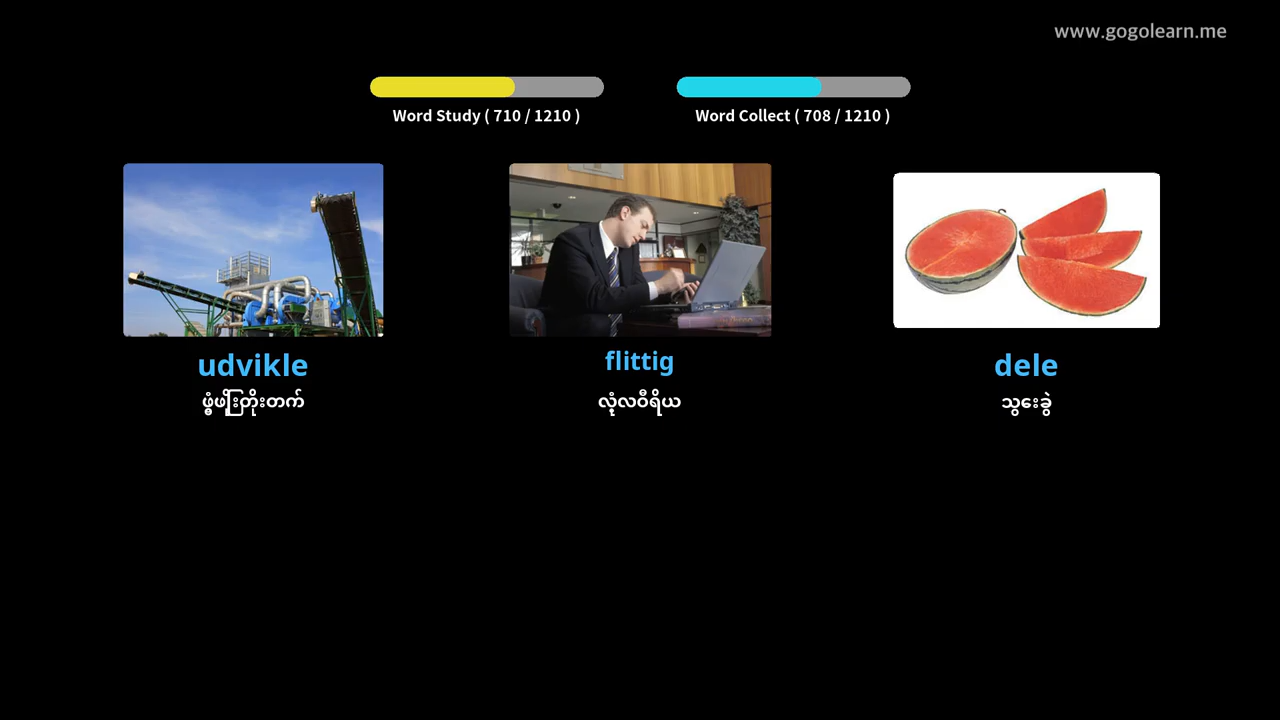 www.gogolearn.me
Word Study ( 710 / 1210 )
Word Collect ( 708 / 1210 )
udvikle
ဖွံ့ဖြိုးတိုးတက်
flittig
လုံ့လဝီရိယ
dele
သွေးခွဲ